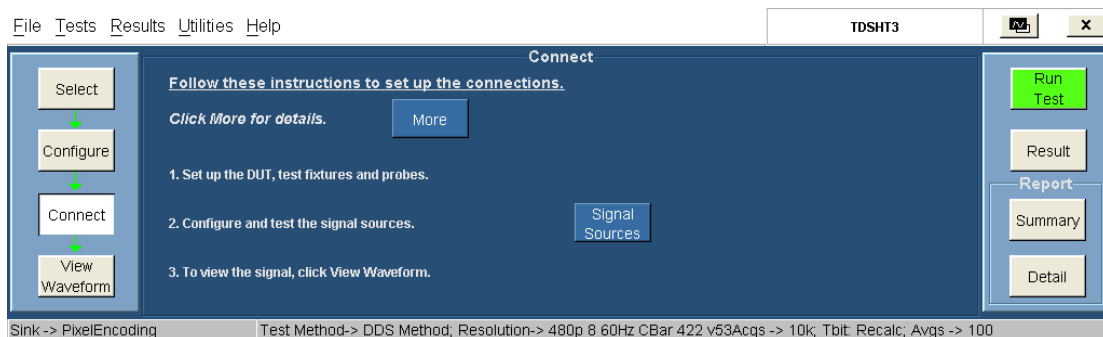 File Tests Results Utilities Help
TDSHT3
x
Connect
Select
Configure
Connect
View
Waveform
Follow these instructions to set up the connections.
Click More for details.
More
1. Set up the DUT, test fixtures and probes.
2. Configure and test the signal sources.
Signal
Sources
3. To view the signal, click View Waveform.
Run
Test
Result
Report
Summary
Detail
Sink -> PixelEncoding
Test Method-> DDS Method; Resolution-> 480p 8 60Hz CBar 422 v53Acqs -> 10k; Tbit: Recalc; Avgs -> 100